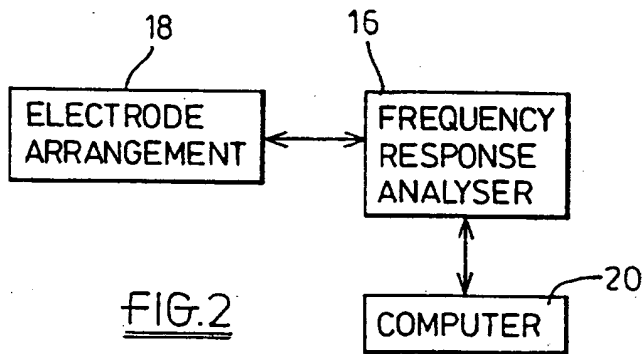 18
16
ELECTRODE
ARRANGEMENT
FREQUENCY
RESPONSE
ANALYSER
20
COMPUTER
FIG.2